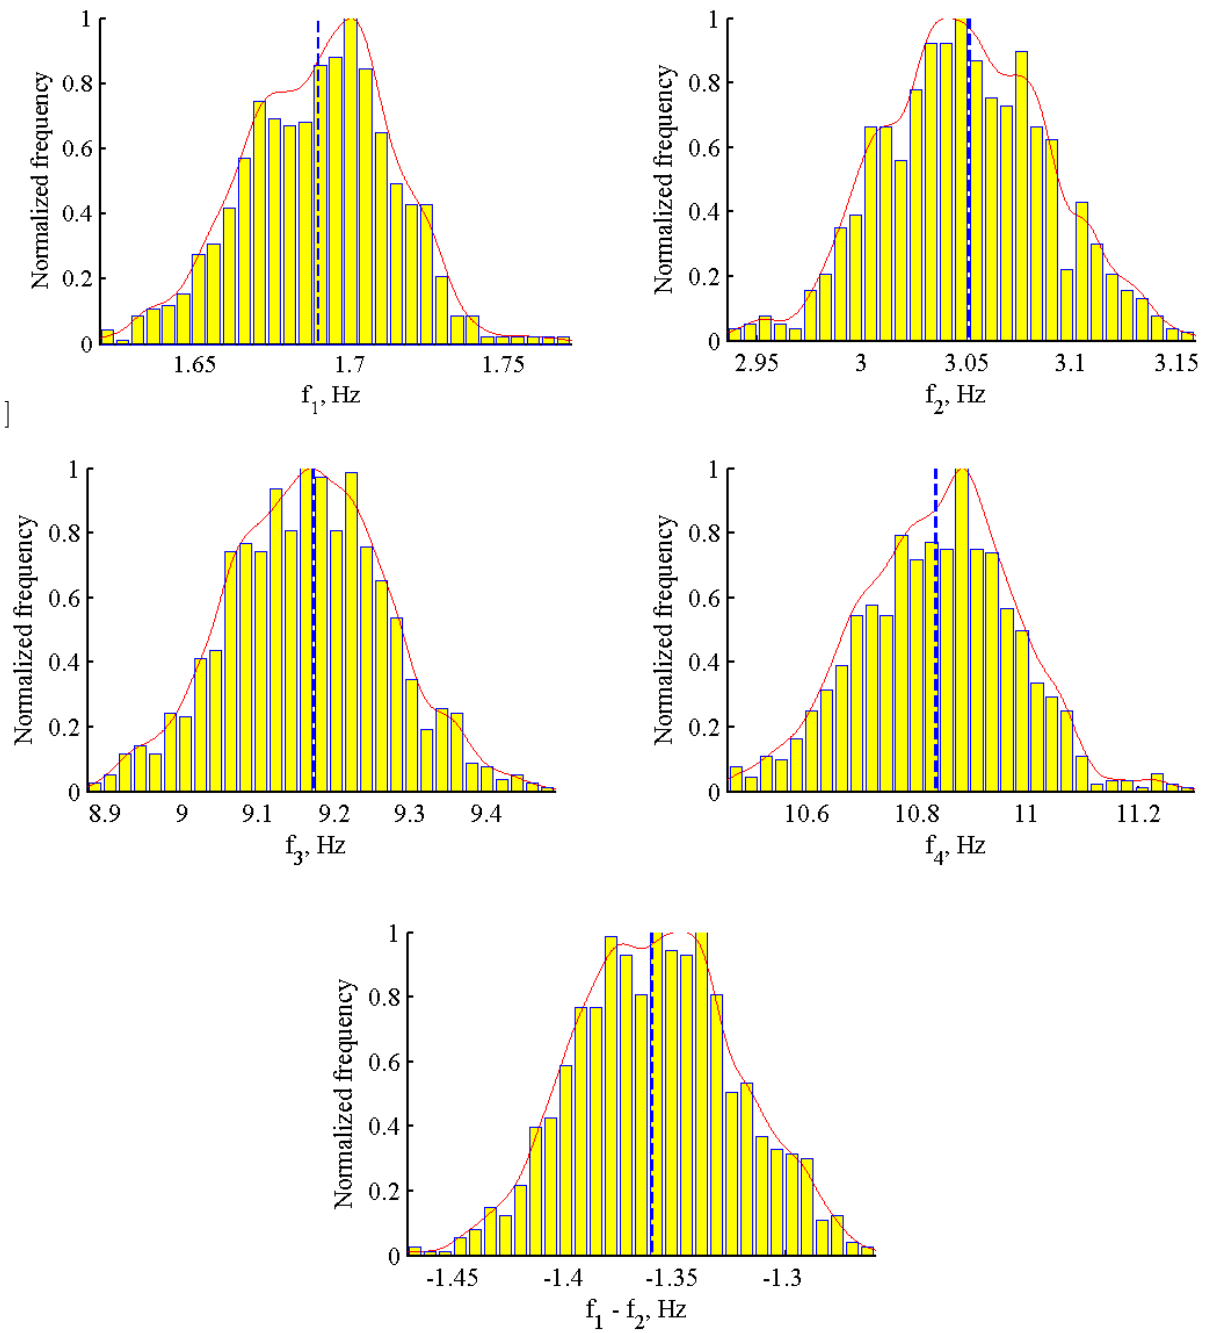 1
0.8
0.6
0.4
0.2
0
Normalized frequency
1.65 1.7 1.75
f1, Hz
1
0.8
0.6
0.4
0.2
0
Normalized frequency
2.95 3 3.05 3.1 3.15
f2, Hz
]
1
0.8
0.6
0.4
0.2
0
Normalized frequency
8.9 9 9.1 9.2 9.3 9.4
f3, Hz
1
0.8
0.6
0.4
0.2
0
Normalized frequency
10.6 10.8 11 11.2
f4, Hz
1
0.8
0.6
0.4
0.2
0
Normalized frequency
-1.45 -1.4 -1.35 -1.3
f1 - f2, Hz